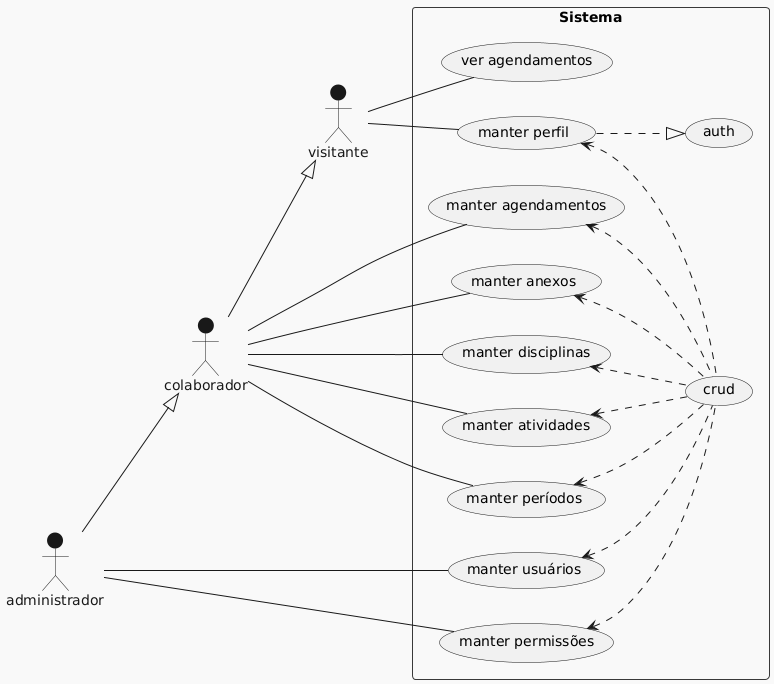 Sistema
ver agendamentos
manter perfil
auth
visitante
manter agendamentos
manter anexos
manter disciplinas
colaborador
crud
manter atividades
manter períodos
manter usuários
administrador
manter permissões